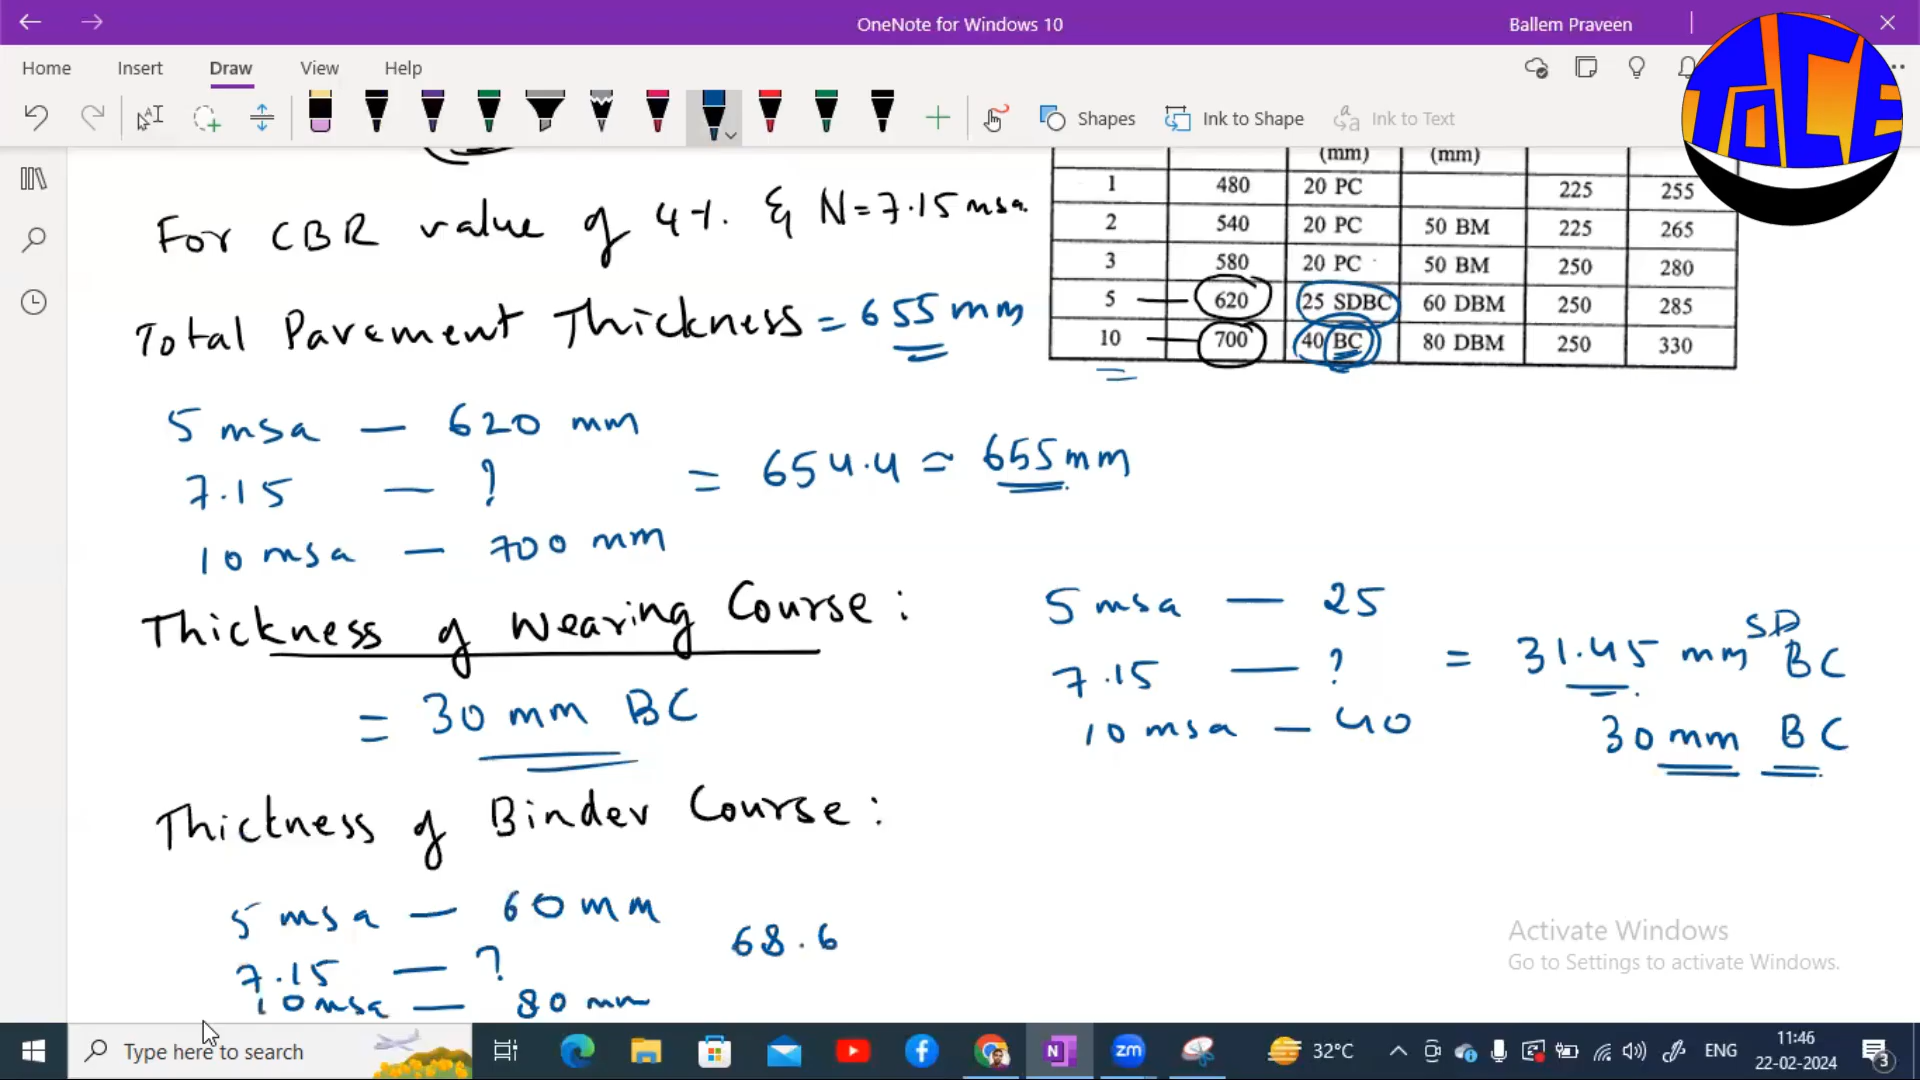 OneNote for Windows 10
Ballem Praveen
Home Insert Draw View Help
Shapes Ink to Shape Ink to Text
TOCE
(mm) (mm)
1 480 20 PC 225 255
2 540 20 PC 50 BM 225 265
3 580 20 PC 50 BM 250 280
5 620 25 SDBC 60 DBM 250 285
10 700 40 BC 80 DBM 250 330
For CBR value of 4%. & N=7.15 msa.
Total Pavement Thickness = 655 mm
5 msa — 620 mm
7.15 — ?
= 654.4 ≈ 655mm.
10 msa — 700 mm
Thickness of Wearing Course :
= 30 mm BC
5 msa — 25
7.15 — ?
= 31.45 mm SD BC
10 msa — 40
30 mm BC
Thictness of Binder Course :
5 msa — 60 mm
7.15 — ?
68.6
10 msa — 80 mm
Activate Windows
Go to Settings to activate Windows.
Type here to search
zm
32°C
ENG
11:46
22-02-2024
3